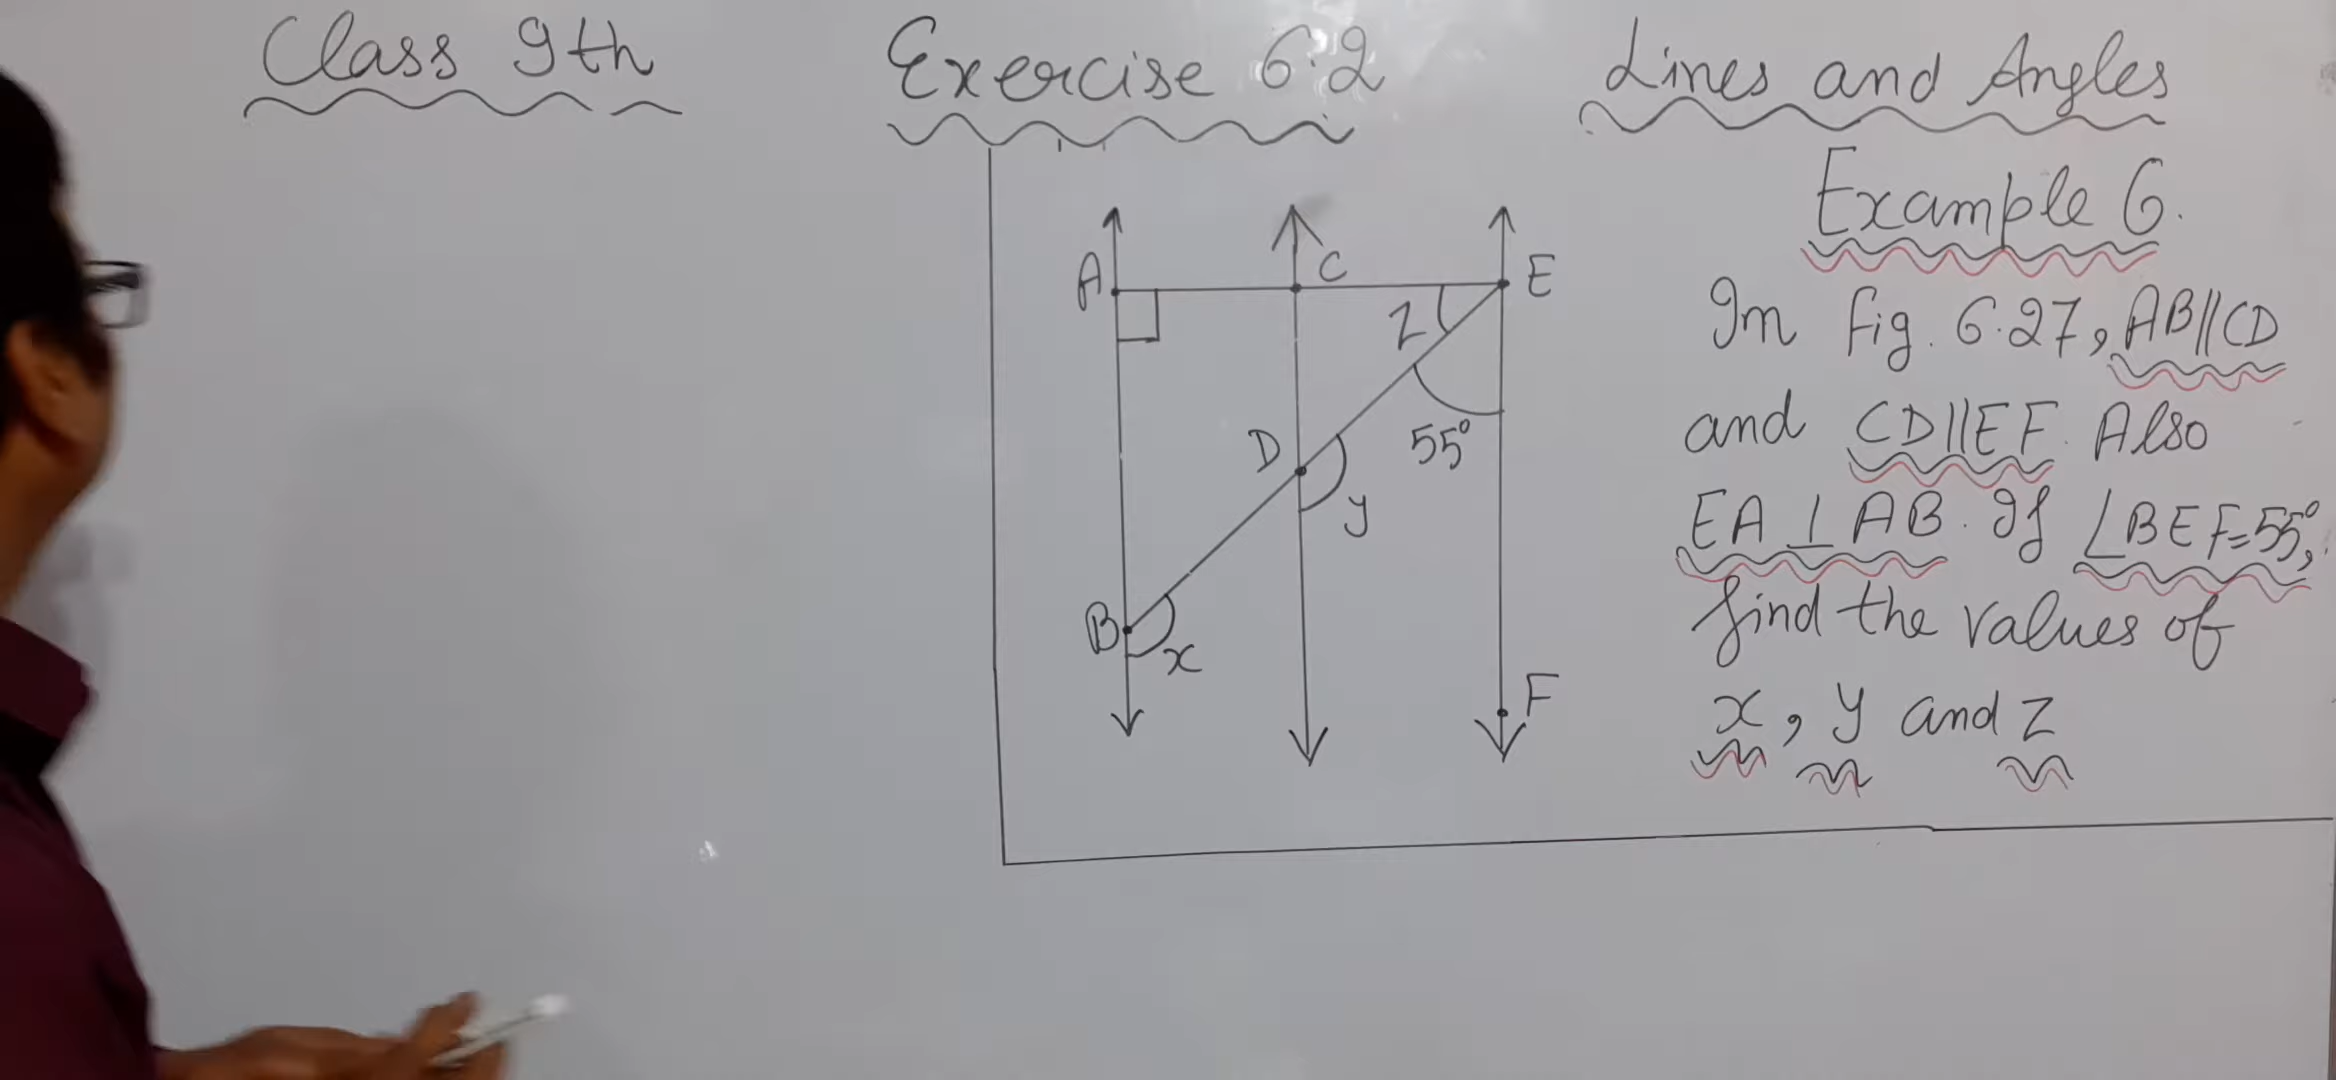 Class 9th
Exercise 6.2
Lines and Angles
Example 6.
In fig. 6.27, AB||CD
and CD||EF. Also
EA ⊥ AB. If ∠BEF=55°,
find the values of
x, y and z
A
C
E
z
D
55°
y
B
x
F